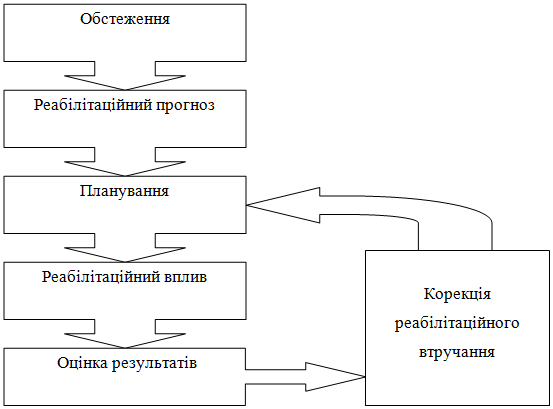 Обстеження
Реабілітаційний прогноз
Планування
Реабілітаційний вплив
Оцінка результатів
Корекція
реабілітаційного
втручання